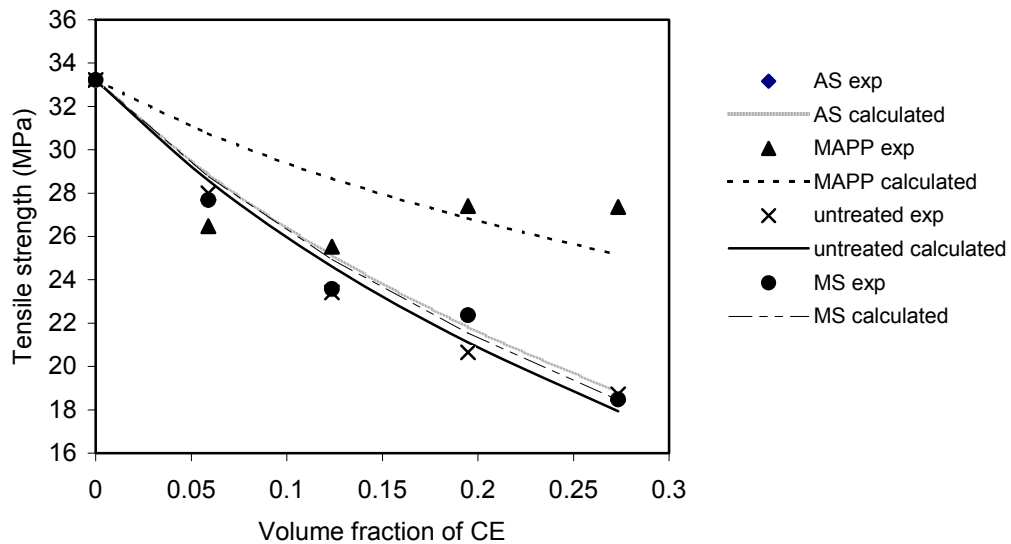 36
34
32
30
28
26
24
22
20
18
16
Tensile strength (MPa)
0
0.05
0.1
0.15
0.2
0.25
0.3
Volume fraction of CE
AS exp
AS calculated
MAPP exp
MAPP calculated
untreated exp
untreated calculated
MS exp
MS calculated